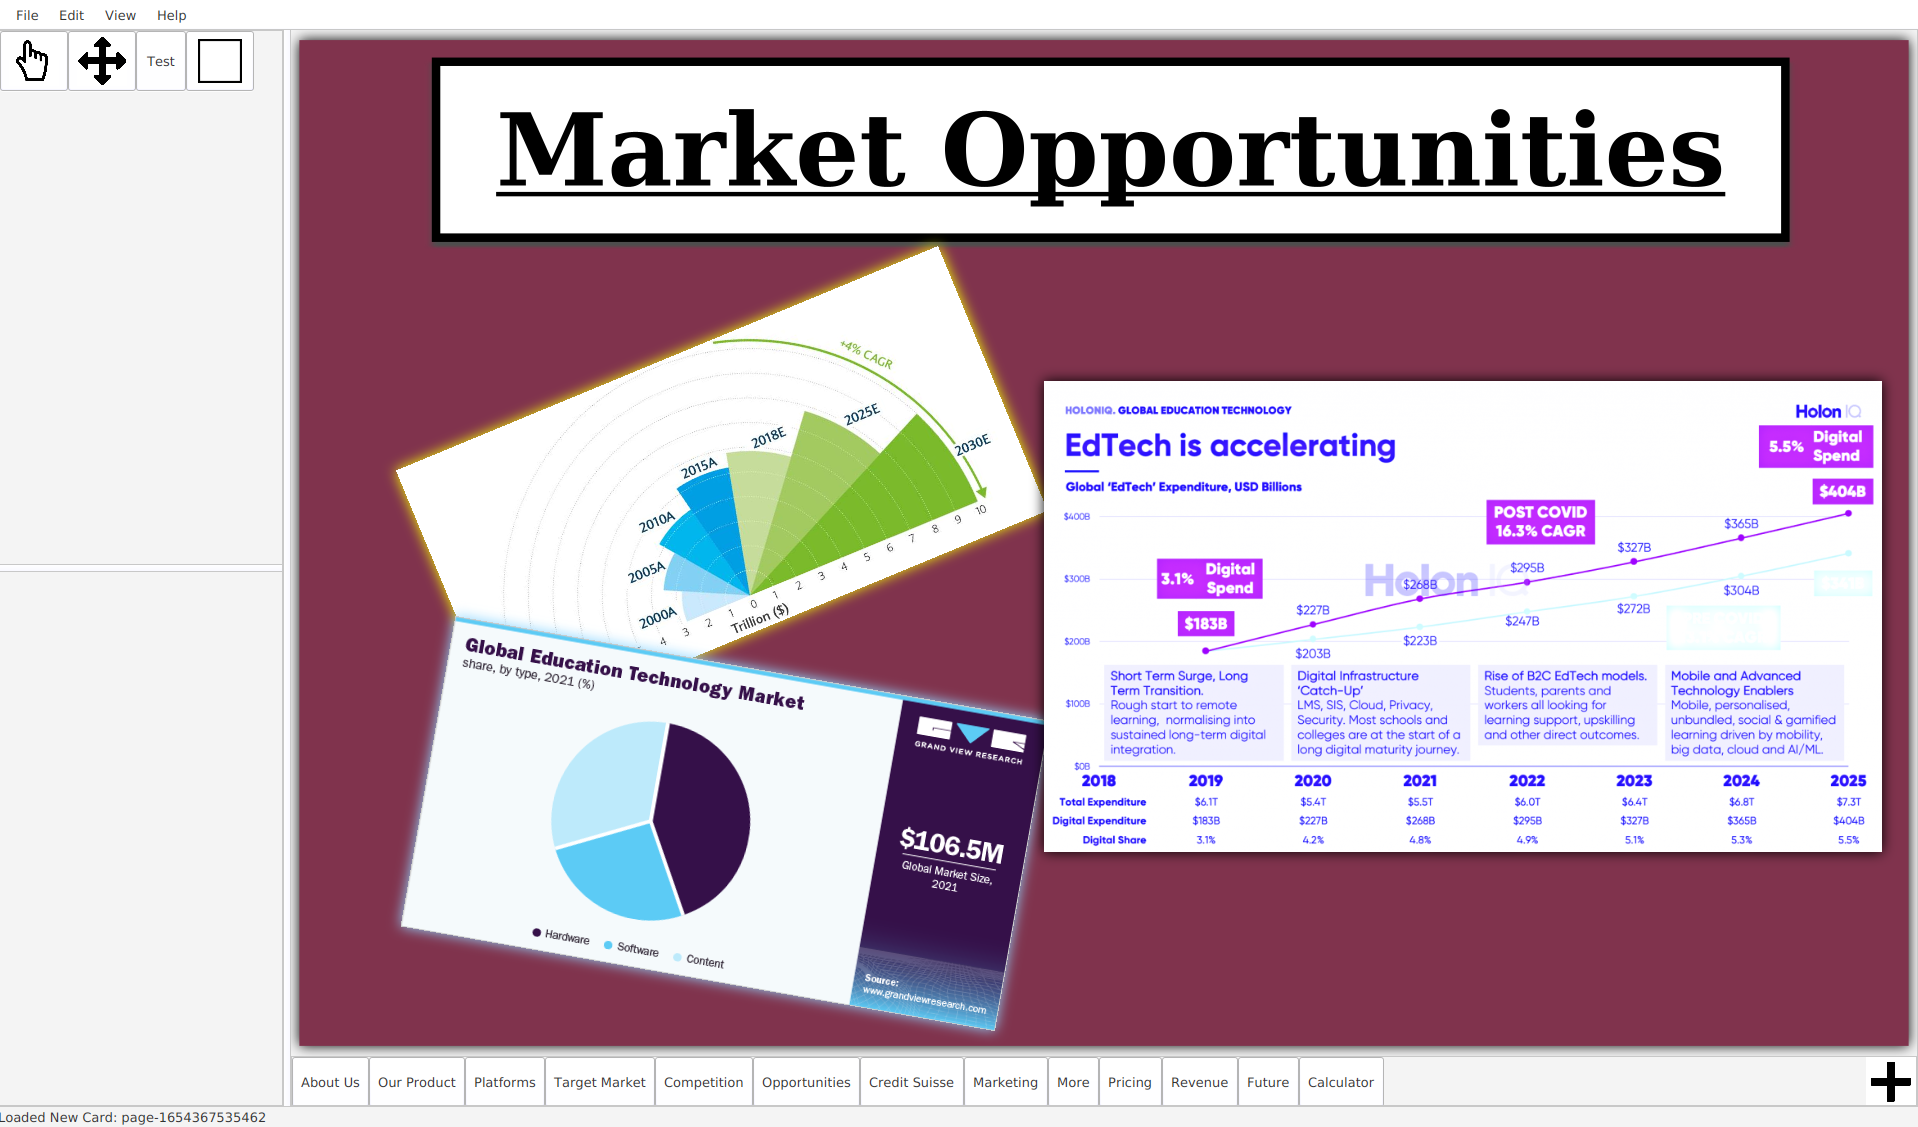 File Edit View Help
Test
Market Opportunities
+4% CAGR
2000A
2005A
2010A
2015A
2018E
2025E
2030E
4 3 2 1 0 1 2 3 4 5 6 7 8 9 10
Trillion ($)
Global Education Technology Market
share, by type, 2021 (%)
GRAND VIEW RESEARCH
$106.5M
Global Market Size,
2021
Hardware Software Content
Source:
www.grandviewresearch.com
HOLONIQ. GLOBAL EDUCATION TECHNOLOGY
Holon IQ
EdTech is accelerating
5.5% Digital
Spend
Global ‘EdTech’ Expenditure, USD Billions
$404B
POST COVID
16.3% CAGR
$400B
$365B
$327B
3.1% Digital
Spend
$295B
$300B
Holon IQ
$268B
$304B
$227B
$272B
$183B
$247B
$200B
$223B
$203B
Short Term Surge, Long
Term Transition.
Rough start to remote
learning, normalising into
sustained long-term digital
integration.
Digital Infrastructure
‘Catch-Up’
LMS, SIS, Cloud, Privacy,
Security. Most schools and
colleges are at the start of a
long digital maturity journey.
Rise of B2C EdTech models.
Students, parents and
workers all looking for
learning support, upskilling
and other direct outcomes.
Mobile and Advanced
Technology Enablers
Mobile, personalised,
unbundled, social & gamified
learning driven by mobility,
big data, cloud and AI/ML.
$100B
$0B
2018 2019 2020 2021 2022 2023 2024 2025
Total Expenditure $6.1T $5.4T $5.5T $6.0T $6.4T $6.8T $7.3T
Digital Expenditure $183B $227B $268B $295B $327B $365B $404B
Digital Share 3.1% 4.2% 4.8% 4.9% 5.1% 5.3% 5.5%
About Us Our Product Platforms Target Market Competition Opportunities Credit Suisse Marketing More Pricing Revenue Future Calculator
Loaded New Card: page-1654367535462